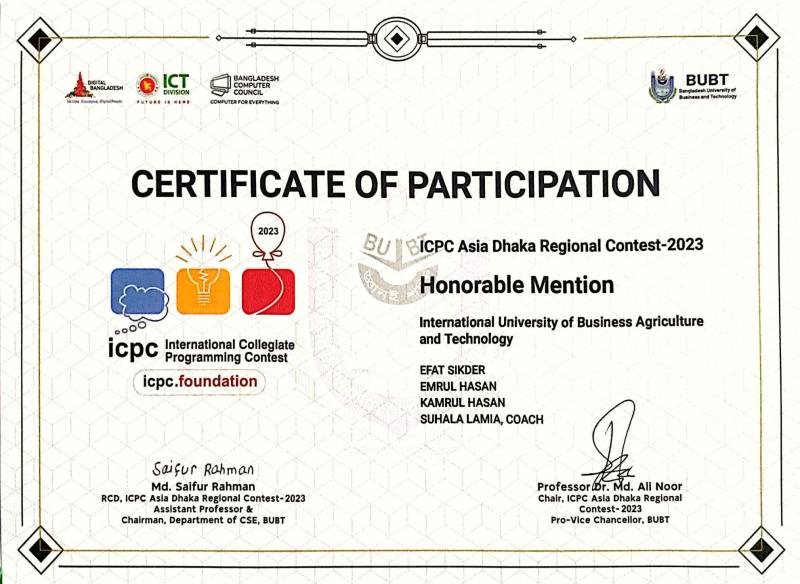 DIGITAL
BANGLADESH
ICT
DIVISION
FUTURE IS HERE
BANGLADESH
COMPUTER
COUNCIL
COMPUTER FOR EVERYTHING
BUBT
Bangladesh University of
Business and Technology
CERTIFICATE OF PARTICIPATION
2023
icpc International Collegiate
Programming Contest
icpc.foundation
BUBT
ICPC Asia Dhaka Regional Contest-2023
Honorable Mention
International University of Business Agriculture
and Technology
EFAT SIKDER
EMRUL HASAN
KAMRUL HASAN
SUHALA LAMIA, COACH
Saifur Rahman
Md. Saifur Rahman
RCD, ICPC Asia Dhaka Regional Contest-2023
Assistant Professor &
Chairman, Department of CSE, BUBT
Professor Dr. Md. Ali Noor
Chair, ICPC Asia Dhaka Regional
Contest-2023
Pro-Vice Chancellor, BUBT